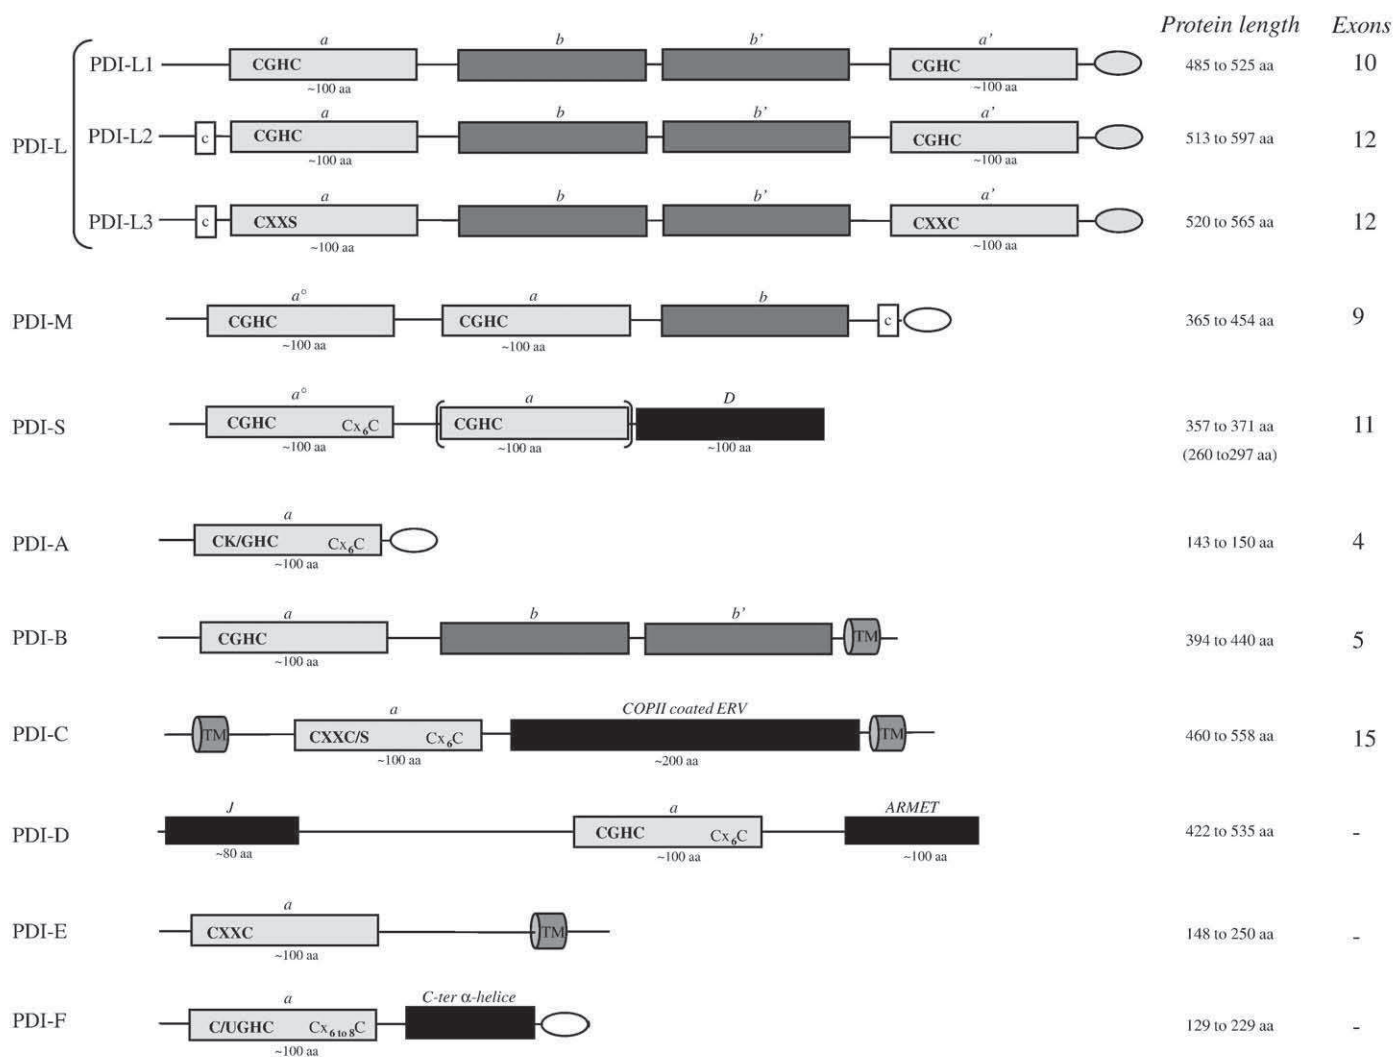 Protein length Exons
a b b' a'
PDI-L1 CGHC CGHC 485 to 525 aa 10
~100 aa ~100 aa
a b b' a'
PDI-L PDI-L2 c CGHC CGHC 513 to 597 aa 12
~100 aa ~100 aa
a b b' a'
PDI-L3 c CXXS CXXC 520 to 565 aa 12
~100 aa ~100 aa
a° a b
PDI-M CGHC CGHC c 365 to 454 aa 9
~100 aa ~100 aa
a° a D
PDI-S CGHC Cx₆C CGHC 357 to 371 aa 11
~100 aa ~100 aa ~100 aa (260 to297 aa)
a
PDI-A CK/GHC Cx₆C 143 to 150 aa 4
~100 aa
a b b'
PDI-B CGHC TM 394 to 440 aa 5
~100 aa
a COPII coated ERV
PDI-C TM CXXC/S Cx₆C TM 460 to 558 aa 15
~100 aa ~200 aa
J a ARMET
PDI-D CGHC Cx₆C 422 to 535 aa -
~80 aa ~100 aa ~100 aa
a
PDI-E CXXC TM 148 to 250 aa -
~100 aa
a C-ter α-helice
PDI-F C/UGHC Cx₆ ₜₒ ₈C 129 to 229 aa -
~100 aa